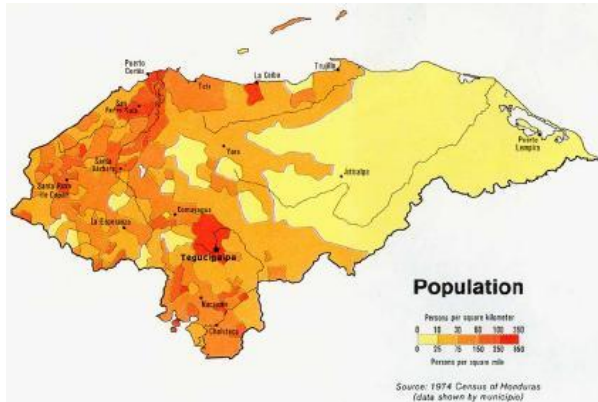 Puerto
Cortés
Tela
La Ceiba
Trujillo
San
Pedro Sula
Yoro
Puerto
Lempira
Santa
Bárbara
Santa Rosa
de Copán
Juticalpa
Comayagua
La Esperanza
Tegucigalpa
Nacaome
Choluteca
Population
Persons per square kilometer
0 10 30 60 100 350
0 25 75 150 250
Persons per square mile
Source: 1974 Census of Honduras
(data shown by municipio)